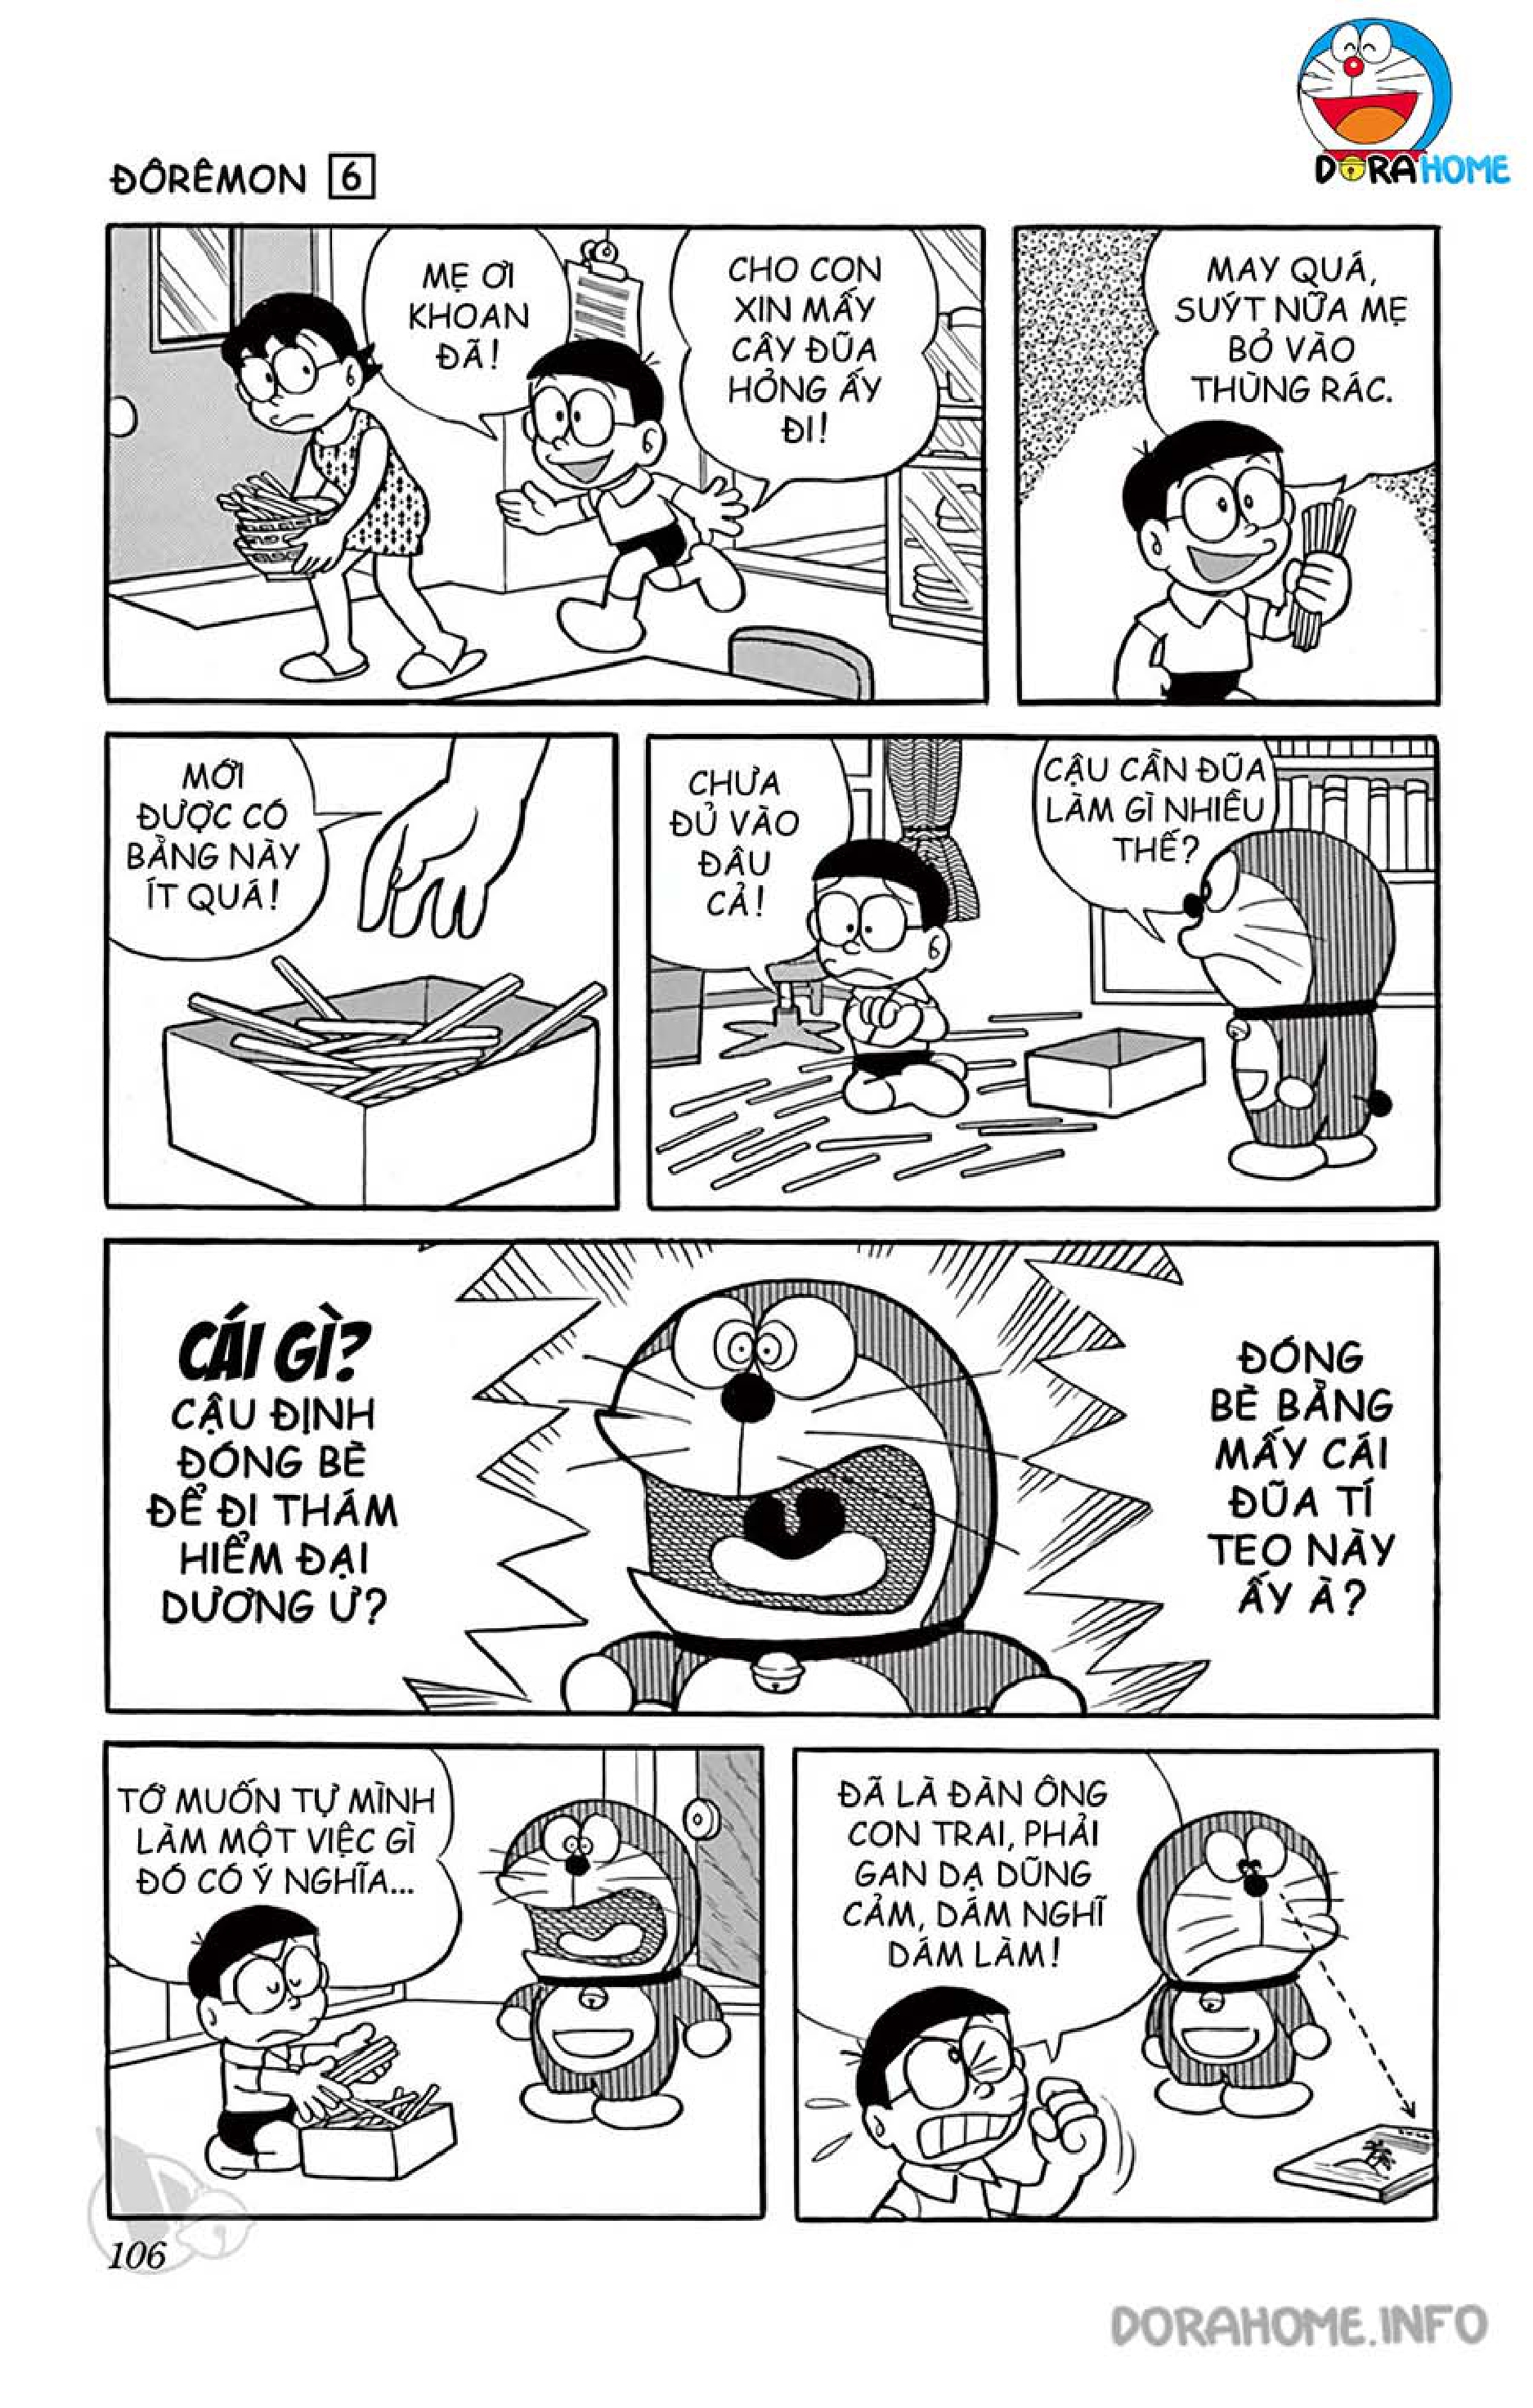 DORAHOME
ĐÔRÊMON 6
MẸ ƠI
KHOAN
ĐÃ!
CHO CON
XIN MẤY
CÂY ĐŨA
HỎNG ẤY
ĐI!
MAY QUÁ,
SUÝT NỮA MẸ
BỎ VÀO
THÙNG RÁC.
MỚI
ĐƯỢC CÓ
BẰNG NÀY
ÍT QUÁ!
CHƯA
ĐỦ VÀO
ĐÂU
CẢ!
CẬU CẦN ĐŨA
LÀM GÌ NHIỀU
THẾ?
CÁI GÌ?
CẬU ĐỊNH
ĐÓNG BÈ
ĐỂ ĐI THÁM
HIỂM ĐẠI
DƯƠNG Ư?
ĐÓNG
BÈ BẰNG
MẤY CÁI
ĐŨA TÍ
TEO NÀY
ẤY À?
TỚ MUỐN TỰ MÌNH
LÀM MỘT VIỆC GÌ
ĐÓ CÓ Ý NGHĨA...
ĐÃ LÀ ĐÀN ÔNG
CON TRAI, PHẢI
GAN DẠ DŨNG
CẢM, DÁM NGHĨ
DÁM LÀM!
106
DORAHOME.INFO